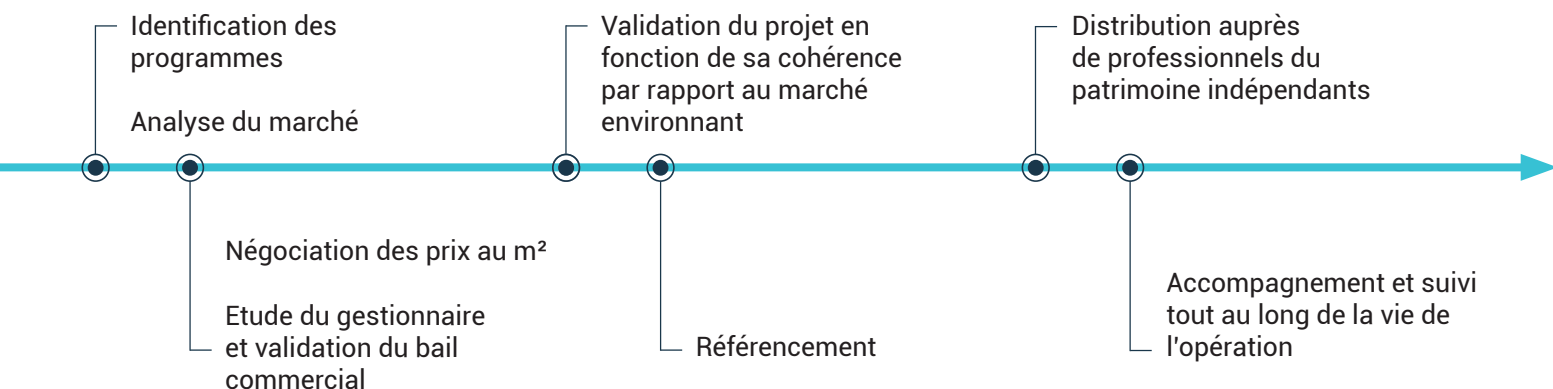 Identification des
programmes
Analyse du marché
Négociation des prix au m²
Etude du gestionnaire
et validation du bail
commercial
Validation du projet en
fonction de sa cohérence
par rapport au marché
environnant
Référencement
Distribution auprès
de professionnels du
patrimoine indépendants
Accompagnement et suivi
tout au long de la vie de
l'opération